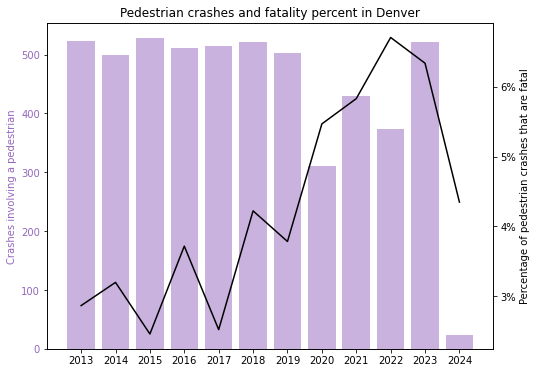 Pedestrian crashes and fatality percent in Denver
Crashes involving a pedestrian
500
400
300
200
100
0
6%
5%
4%
3%
Percentage of pedestrian crashes that are fatal
2013 2014 2015 2016 2017 2018 2019 2020 2021 2022 2023 2024